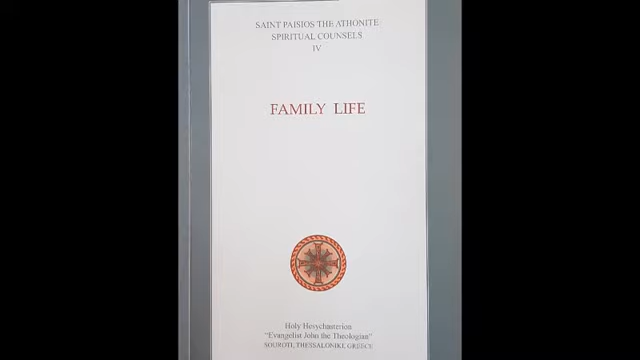 SAINT PAISIOS THE ATHONITE
SPIRITUAL COUNSELS
IV
FAMILY LIFE
Holy Hesychasterion
"Evangelist John the Theologian"
SOUROTI, THESSALONIKI, GREECE